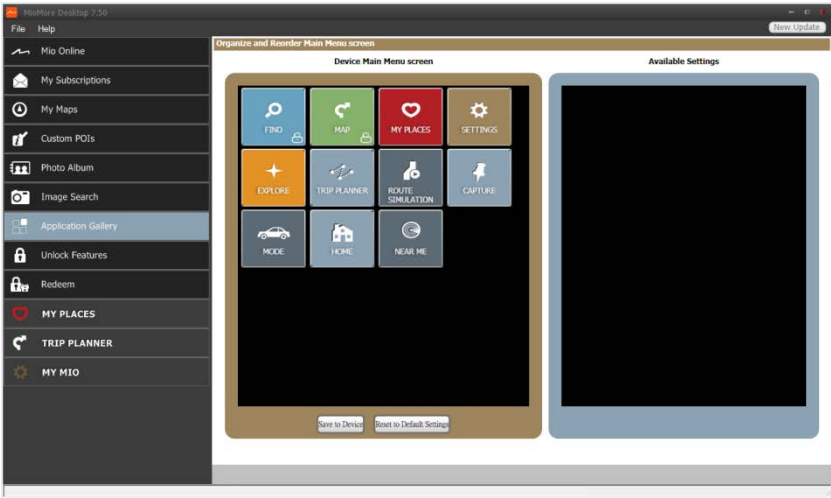 MioMore Desktop 7.50
File Help
New Update
Mio Online
My Subscriptions
My Maps
Custom POIs
Photo Album
Image Search
Application Gallery
Unlock Features
Redeem
MY PLACES
TRIP PLANNER
MY MIO
Organize and Reorder Main Menu screen
Device Main Menu screen
FIND
MAP
MY PLACES
SETTINGS
EXPLORE
TRIP PLANNER
ROUTE
SIMULATION
CAPTURE
MODE
HOME
NEAR ME
Save to Device
Reset to Default Settings
Available Settings